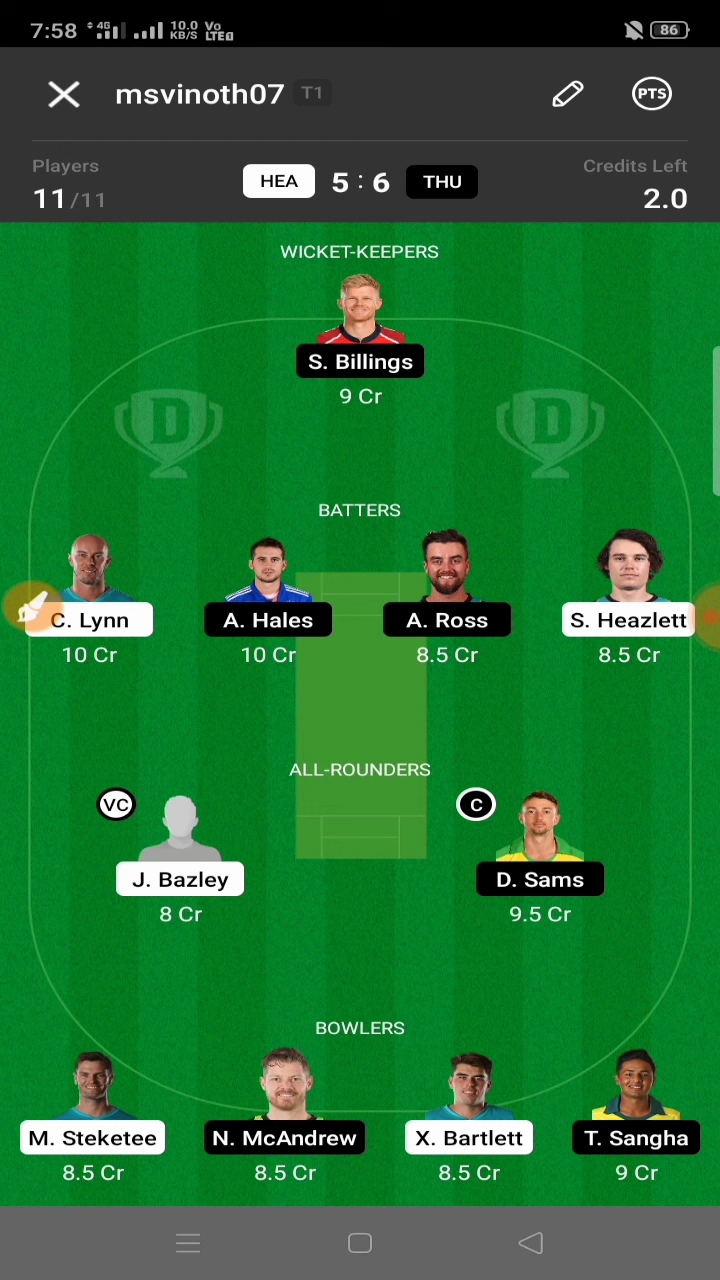 7:58 4G 10.0 KB/S Vo LTE 86
msvinoth07 T1 PTS
Players Credits Left
11/11 HEA 5 : 6 THU 2.0
WICKET-KEEPERS
D D
S. Billings
9 Cr
BATTERS
C. Lynn A. Hales A. Ross S. Heazlett
10 Cr 10 Cr 8.5 Cr 8.5 Cr
ALL-ROUNDERS
VC C
J. Bazley D. Sams
8 Cr 9.5 Cr
BOWLERS
M. Steketee N. McAndrew X. Bartlett T. Sangha
8.5 Cr 8.5 Cr 8.5 Cr 9 Cr